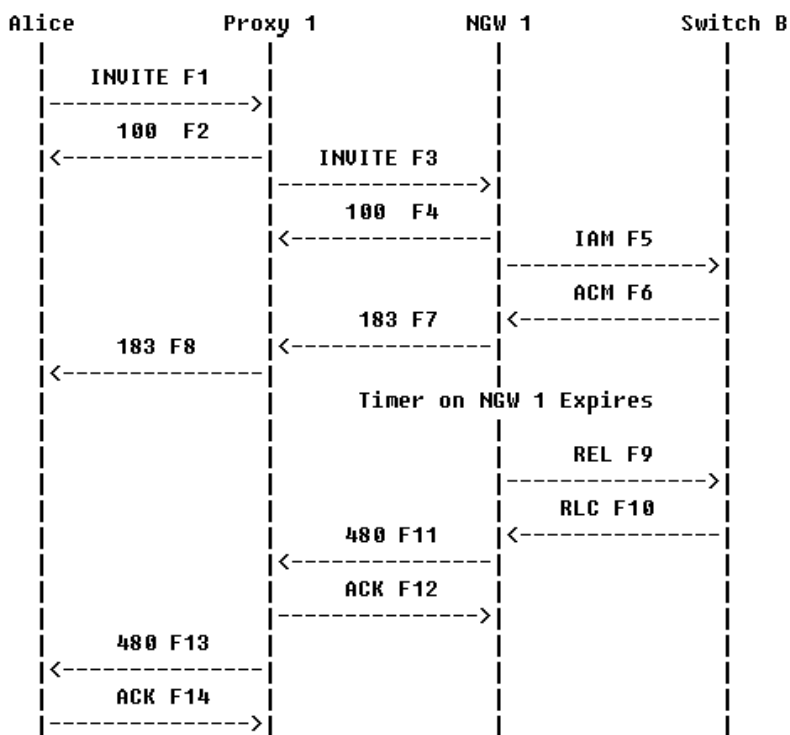 Alice Proxy 1 NGW 1 Switch B
INVITE F1
100 F2
INVITE F3
100 F4
IAM F5
ACM F6
183 F7
183 F8
Timer on NGW 1 Expires
REL F9
RLC F10
480 F11
ACK F12
480 F13
ACK F14